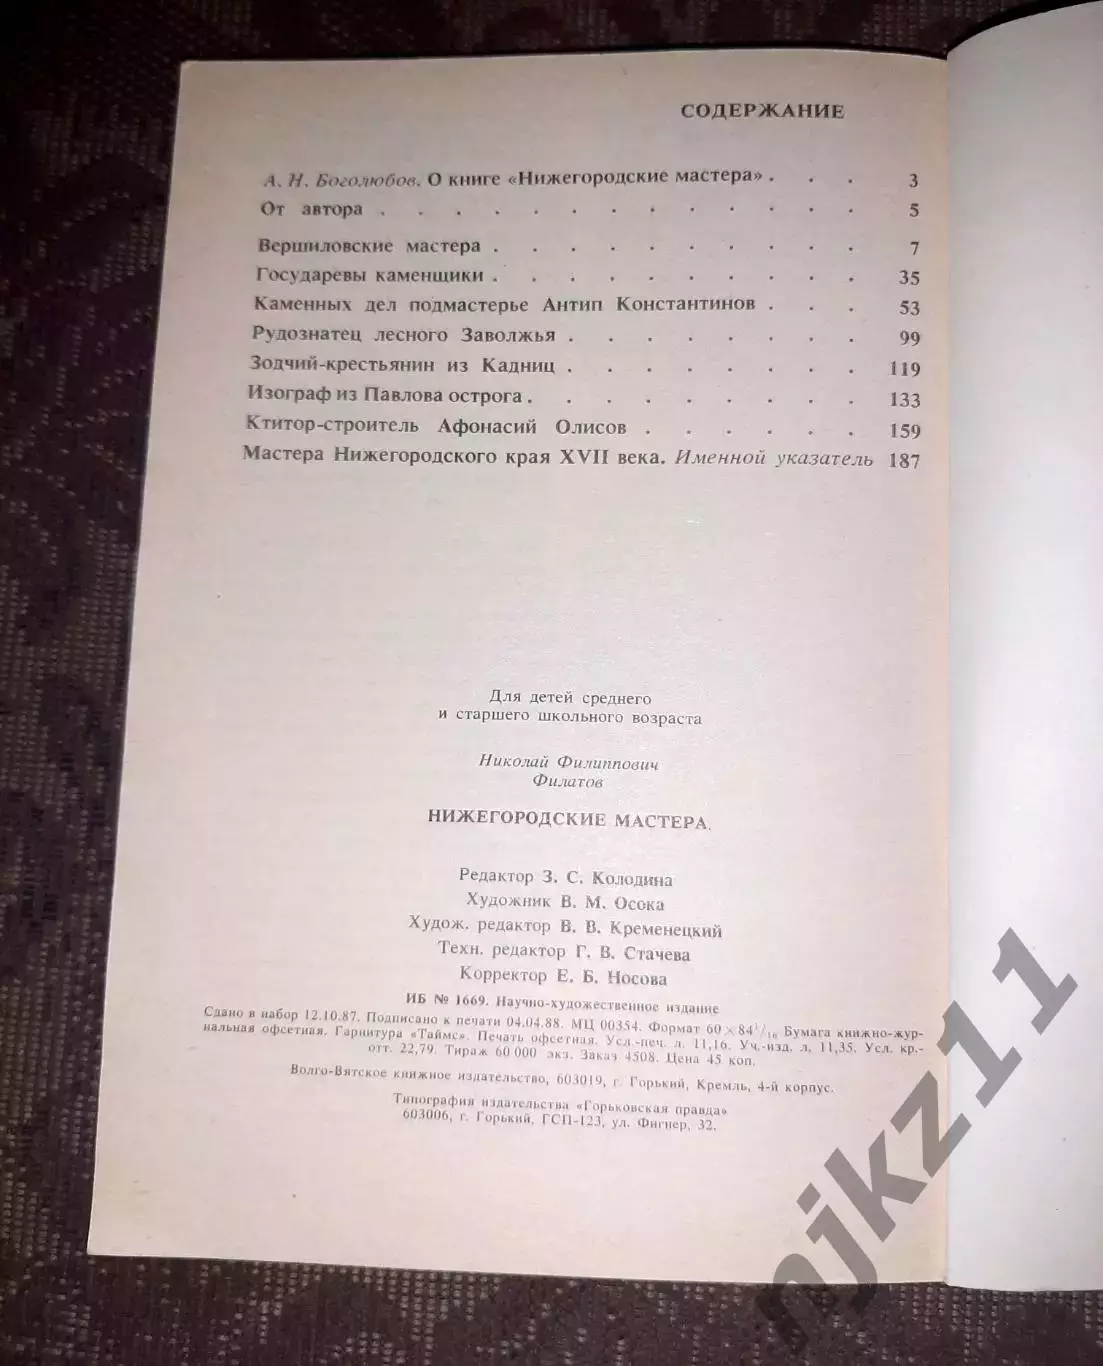 СОДЕРЖАНИЕ
А. Н. Боголюбов. О книге «Нижегородские мастера» . . . 3
От автора . . . . . . . . . . . . . 5
Вершиловские мастера . . . . . . . . . . 7
Государевы каменщики . . . . . . . . . . 35
Каменных дел подмастерье Антип Константинов . . . 53
Рудознатец лесного Заволжья . . . . . . . . 99
Зодчий-крестьянин из Кадниц . . . . . . . . 119
Изограф из Павлова острога . . . . . . . . . 133
Ктитор-строитель Афонасий Олисов . . . . . . 159
Мастера Нижегородского края XVII века. Именной указатель 187
Для детей среднего
и старшего школьного возраста
Николай Филиппович
Филатов
НИЖЕГОРОДСКИЕ МАСТЕРА.
Редактор З. С. Колодина
Художник В. М. Осока
Худож. редактор В. В. Кременецкий
Техн. редактор Г. В. Стачева
Корректор Е. Б. Носова
ИБ № 1669. Научно-художественное издание
Сдано в набор 12.10.87. Подписано к печати 04.04.88. МЦ 00354. Формат 60×84¹/₁₆ Бумага книжно-жур-
нальная офсетная. Гарнитура «Таймс». Печать офсетная. Усл.-печ. л. 11,16. Уч.-изд. л. 11,35. Усл. кр.-
отт. 22,79. Тираж 60 000 экз. Заказ 4508. Цена 45 коп.
Волго-Вятское книжное издательство, 603019, г. Горький, Кремль, 4-й корпус.
Типография издательства «Горьковская правда»
603006, г. Горький, ГСП-123, ул. Фигнер, 32.
njkz11